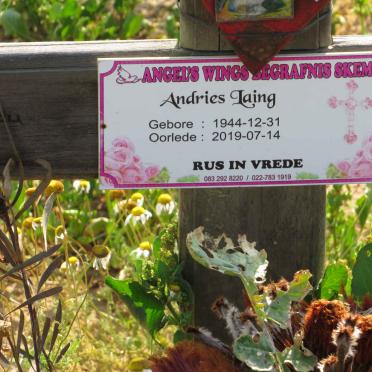 ANGEL'S WINGS BEGRAFNIS SKEM
Andries Laing
Gebore : 1944-12-31
Oorlede : 2019-07-14
RUS IN VREDE
083 292 8220 / 022-783 1919